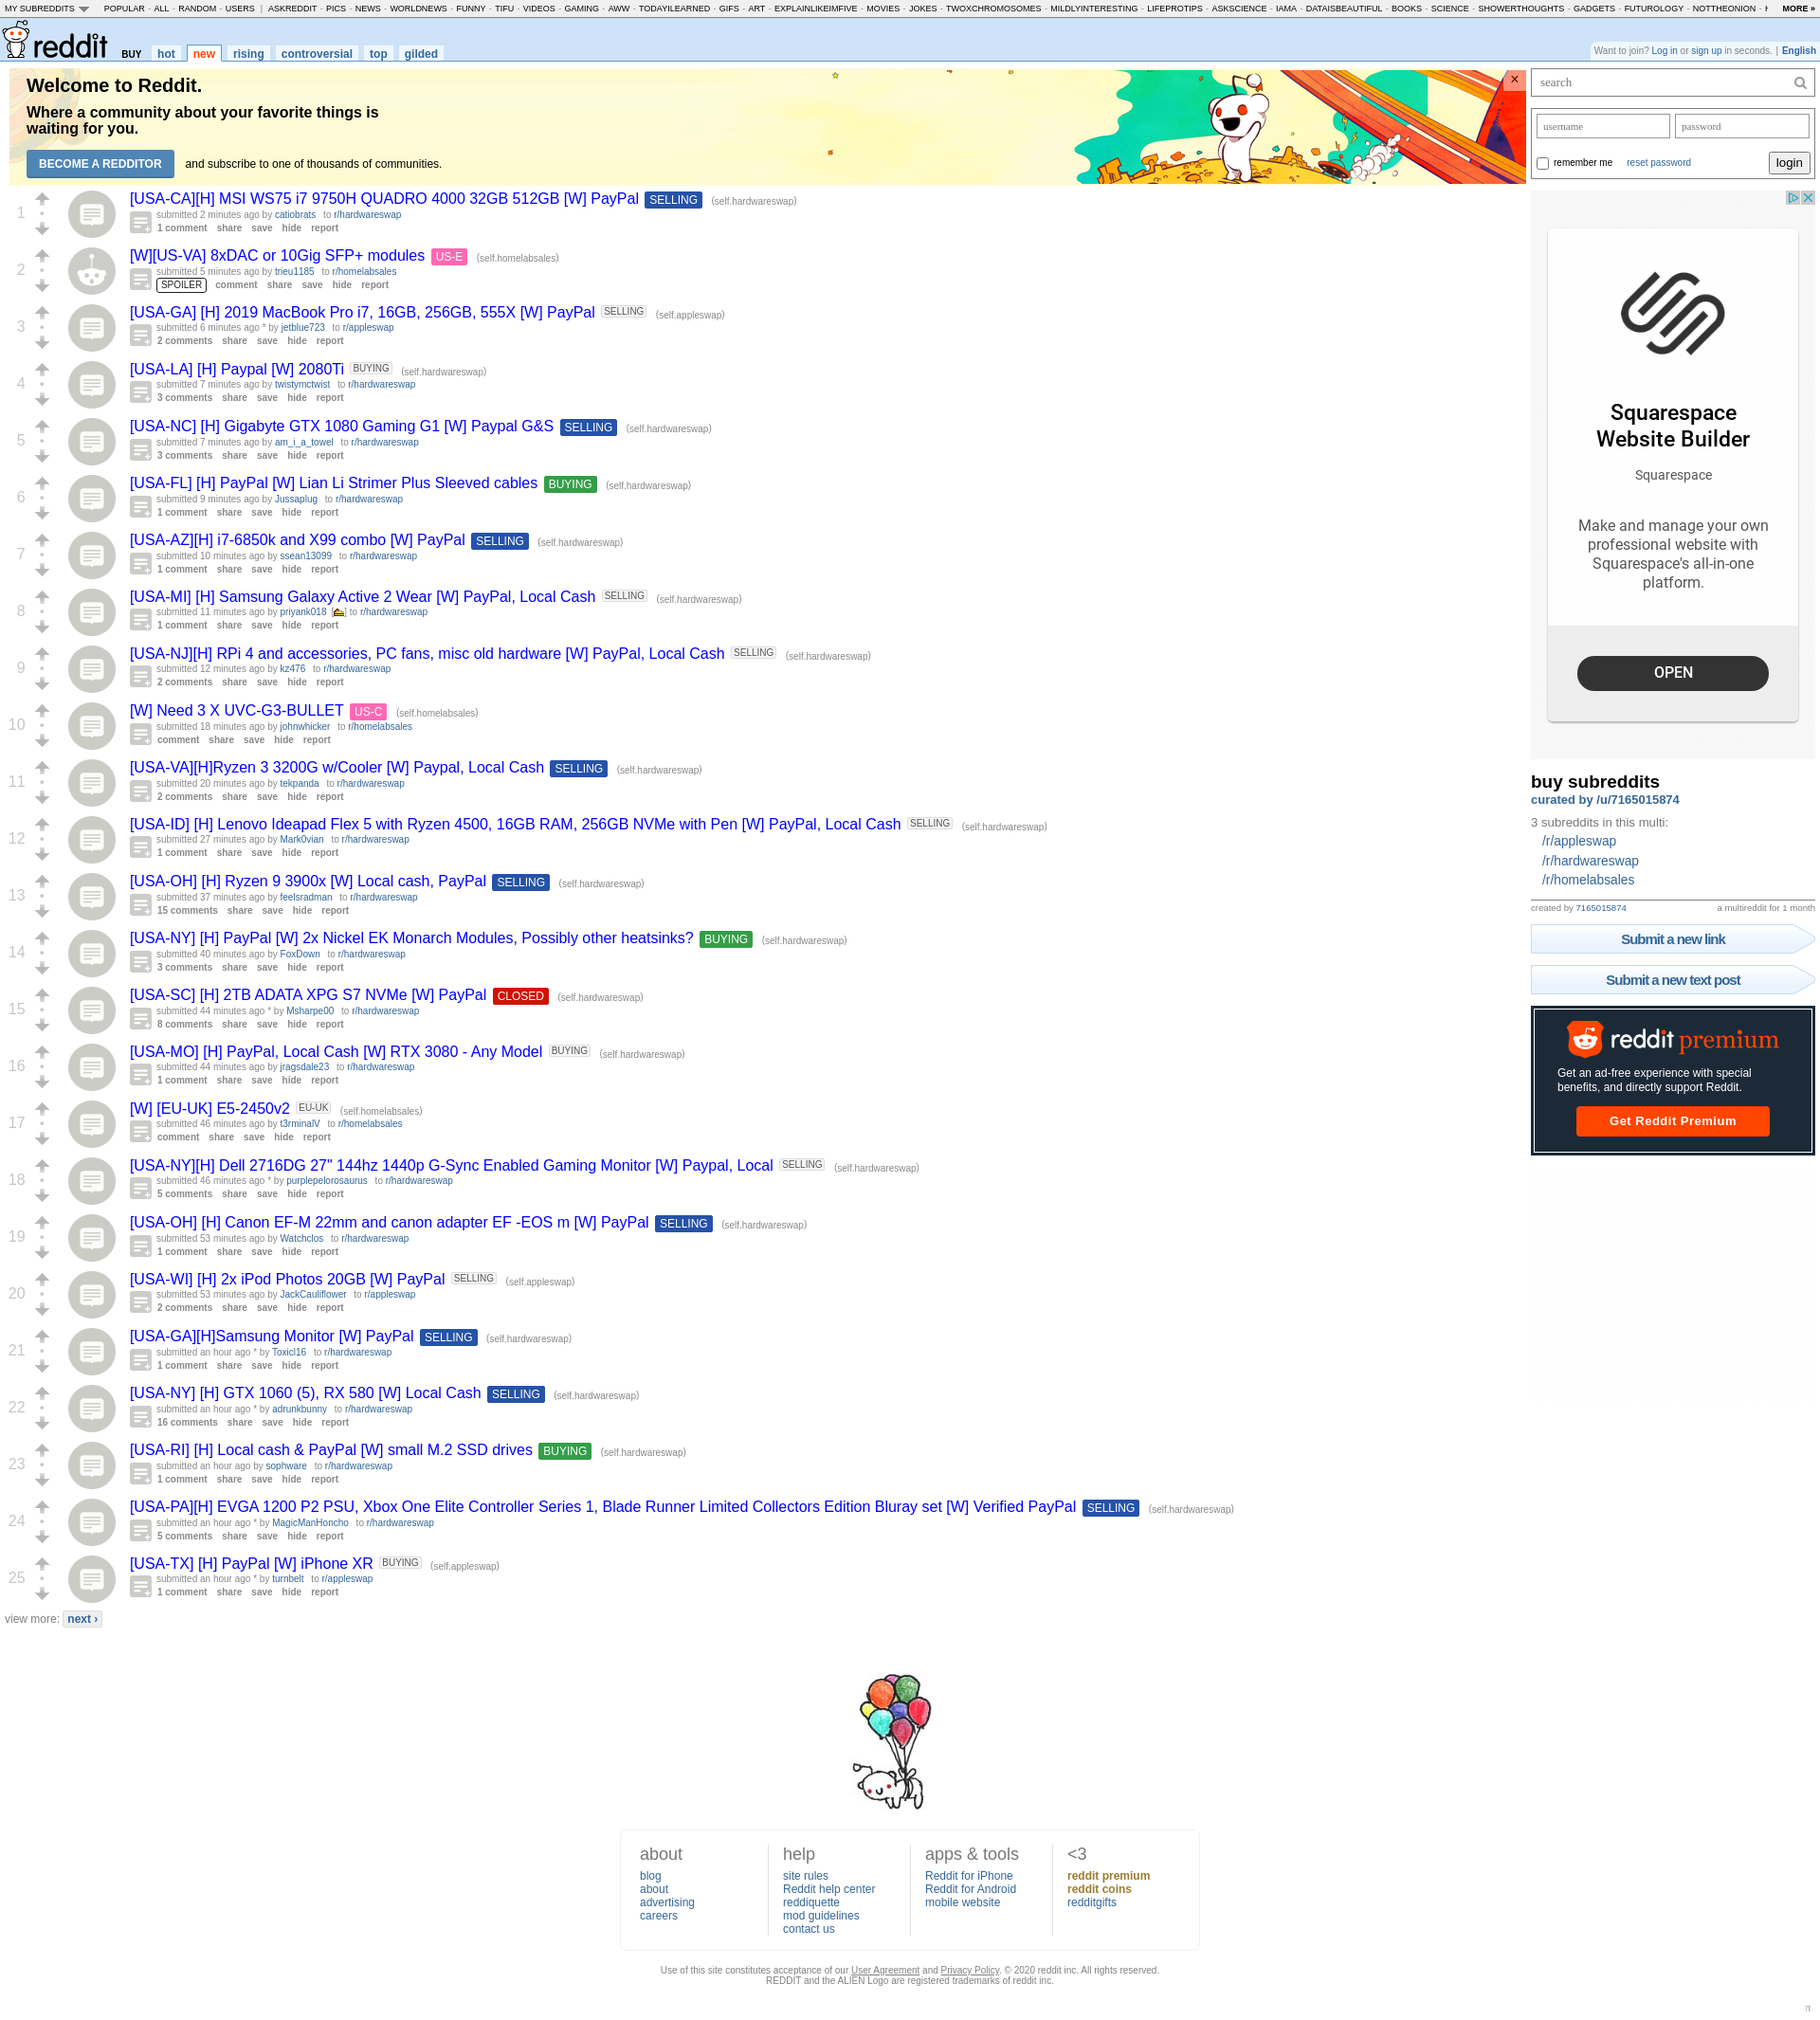 MY SUBREDDITS POPULAR - ALL - RANDOM - USERS | ASKREDDIT - PICS - NEWS - WORLDNEWS - FUNNY - TIFU - VIDEOS - GAMING - AWW - TODAYILEARNED - GIFS - ART - EXPLAINLIKEIMFIVE - MOVIES - JOKES - TWOXCHROMOSOMES - MILDLYINTERESTING - LIFEPROTIPS - ASKSCIENCE - IAMA - DATAISBEAUTIFUL - BOOKS - SCIENCE - SHOWERTHOUGHTS - GADGETS - FUTUROLOGY - NOTTHEONION - MORE »
reddit BUY hot new rising controversial top gilded
Want to join? Log in or sign up in seconds. | English
Welcome to Reddit.
Where a community about your favorite things is
waiting for you.
BECOME A REDDITOR and subscribe to one of thousands of communities.
×
1
[USA-CA][H] MSI WS75 i7 9750H QUADRO 4000 32GB 512GB [W] PayPal SELLING (self.hardwareswap)
submitted 2 minutes ago by catiobrats to r/hardwareswap
1 comment share save hide report
2
[W][US-VA] 8xDAC or 10Gig SFP+ modules US-E (self.homelabsales)
submitted 5 minutes ago by trieu1185 to r/homelabsales
SPOILER comment share save hide report
3
[USA-GA] [H] 2019 MacBook Pro i7, 16GB, 256GB, 555X [W] PayPal SELLING (self.appleswap)
submitted 6 minutes ago * by jetblue723 to r/appleswap
2 comments share save hide report
4
[USA-LA] [H] Paypal [W] 2080Ti BUYING (self.hardwareswap)
submitted 7 minutes ago by twistymctwist to r/hardwareswap
3 comments share save hide report
5
[USA-NC] [H] Gigabyte GTX 1080 Gaming G1 [W] Paypal G&S SELLING (self.hardwareswap)
submitted 7 minutes ago by am_i_a_towel to r/hardwareswap
3 comments share save hide report
6
[USA-FL] [H] PayPal [W] Lian Li Strimer Plus Sleeved cables BUYING (self.hardwareswap)
submitted 9 minutes ago by Jussaplug to r/hardwareswap
1 comment share save hide report
7
[USA-AZ][H] i7-6850k and X99 combo [W] PayPal SELLING (self.hardwareswap)
submitted 10 minutes ago by ssean13099 to r/hardwareswap
1 comment share save hide report
8
[USA-MI] [H] Samsung Galaxy Active 2 Wear [W] PayPal, Local Cash SELLING (self.hardwareswap)
submitted 11 minutes ago by priyank018 [🍰] to r/hardwareswap
1 comment share save hide report
9
[USA-NJ][H] RPi 4 and accessories, PC fans, misc old hardware [W] PayPal, Local Cash SELLING (self.hardwareswap)
submitted 12 minutes ago by kz476 to r/hardwareswap
2 comments share save hide report
10
[W] Need 3 X UVC-G3-BULLET US-C (self.homelabsales)
submitted 18 minutes ago by johnwhicker to r/homelabsales
comment share save hide report
11
[USA-VA][H]Ryzen 3 3200G w/Cooler [W] Paypal, Local Cash SELLING (self.hardwareswap)
submitted 20 minutes ago by tekpanda to r/hardwareswap
2 comments share save hide report
12
[USA-ID] [H] Lenovo Ideapad Flex 5 with Ryzen 4500, 16GB RAM, 256GB NVMe with Pen [W] PayPal, Local Cash SELLING (self.hardwareswap)
submitted 27 minutes ago by Mark0vian to r/hardwareswap
1 comment share save hide report
13
[USA-OH] [H] Ryzen 9 3900x [W] Local cash, PayPal SELLING (self.hardwareswap)
submitted 37 minutes ago by feelsradman to r/hardwareswap
15 comments share save hide report
14
[USA-NY] [H] PayPal [W] 2x Nickel EK Monarch Modules, Possibly other heatsinks? BUYING (self.hardwareswap)
submitted 40 minutes ago by FoxDown to r/hardwareswap
3 comments share save hide report
15
[USA-SC] [H] 2TB ADATA XPG S7 NVMe [W] PayPal CLOSED (self.hardwareswap)
submitted 44 minutes ago * by Msharpe00 to r/hardwareswap
8 comments share save hide report
16
[USA-MO] [H] PayPal, Local Cash [W] RTX 3080 - Any Model BUYING (self.hardwareswap)
submitted 44 minutes ago by jragsdale23 to r/hardwareswap
1 comment share save hide report
17
[W] [EU-UK] E5-2450v2 EU-UK (self.homelabsales)
submitted 46 minutes ago by t3rminalV to r/homelabsales
comment share save hide report
18
[USA-NY][H] Dell 2716DG 27" 144hz 1440p G-Sync Enabled Gaming Monitor [W] Paypal, Local SELLING (self.hardwareswap)
submitted 46 minutes ago * by purplepelorosaurus to r/hardwareswap
5 comments share save hide report
19
[USA-OH] [H] Canon EF-M 22mm and canon adapter EF -EOS m [W] PayPal SELLING (self.hardwareswap)
submitted 53 minutes ago by Watchclos to r/hardwareswap
1 comment share save hide report
20
[USA-WI] [H] 2x iPod Photos 20GB [W] PayPal SELLING (self.appleswap)
submitted 53 minutes ago by JackCauliflower to r/appleswap
2 comments share save hide report
21
[USA-GA][H]Samsung Monitor [W] PayPal SELLING (self.hardwareswap)
submitted an hour ago * by Toxicl16 to r/hardwareswap
1 comment share save hide report
22
[USA-NY] [H] GTX 1060 (5), RX 580 [W] Local Cash SELLING (self.hardwareswap)
submitted an hour ago * by adrunkbunny to r/hardwareswap
16 comments share save hide report
23
[USA-RI] [H] Local cash & PayPal [W] small M.2 SSD drives BUYING (self.hardwareswap)
submitted an hour ago by sophware to r/hardwareswap
1 comment share save hide report
24
[USA-PA][H] EVGA 1200 P2 PSU, Xbox One Elite Controller Series 1, Blade Runner Limited Collectors Edition Bluray set [W] Verified PayPal SELLING (self.hardwareswap)
submitted an hour ago * by MagicManHoncho to r/hardwareswap
5 comments share save hide report
25
[USA-TX] [H] PayPal [W] iPhone XR BUYING (self.appleswap)
submitted an hour ago * by turnbelt to r/appleswap
1 comment share save hide report
view more: next ›
search
username password
remember me reset password login
Squarespace
Website Builder
Squarespace
Make and manage your own
professional website with
Squarespace's all-in-one
platform.
OPEN
buy subreddits
curated by /u/7165015874
3 subreddits in this multi:
/r/appleswap
/r/hardwareswap
/r/homelabsales
created by 7165015874 a multireddit for 1 month
Submit a new link
Submit a new text post
reddit premium
Get an ad-free experience with special
benefits, and directly support Reddit.
Get Reddit Premium
about
blog
about
advertising
careers
help
site rules
Reddit help center
reddiquette
mod guidelines
contact us
apps & tools
Reddit for iPhone
Reddit for Android
mobile website
<3
reddit premium
reddit coins
redditgifts
Use of this site constitutes acceptance of our User Agreement and Privacy Policy. © 2020 reddit inc. All rights reserved.
REDDIT and the ALIEN Logo are registered trademarks of reddit inc.
π